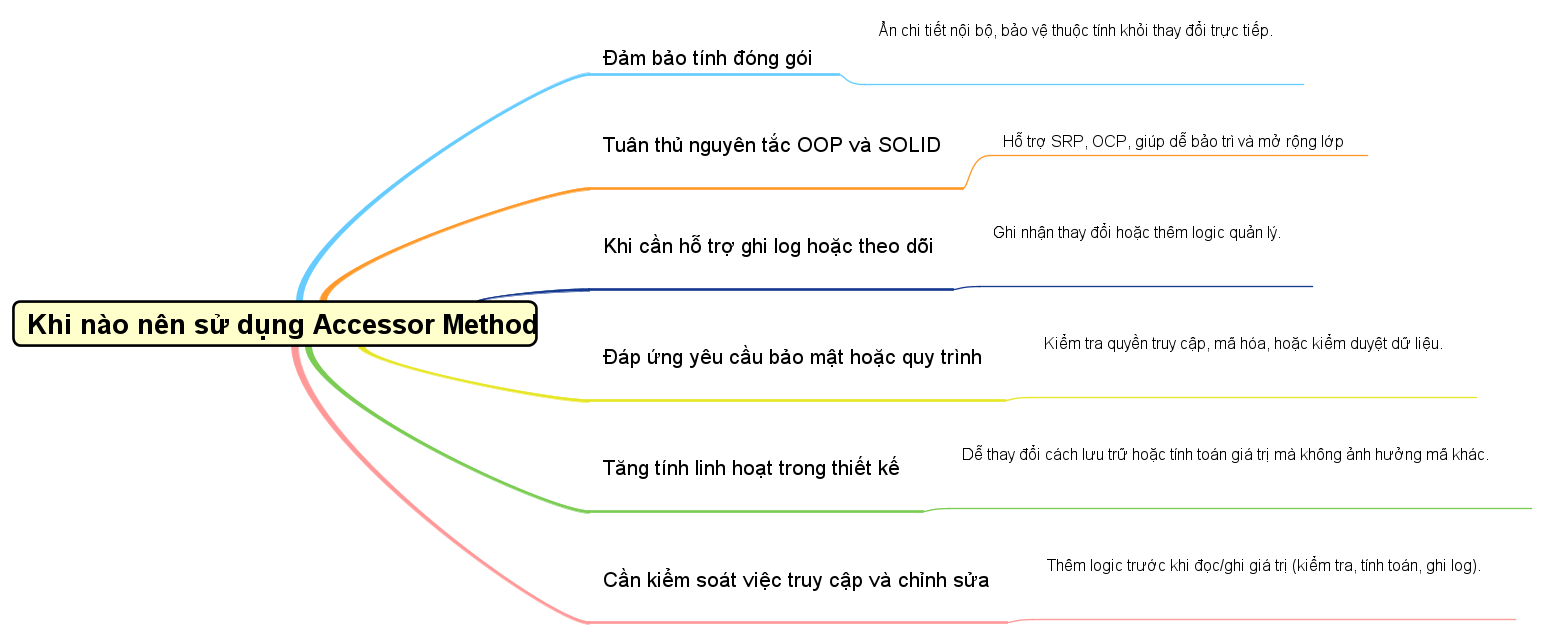 Khi nào nên sử dụng Accessor Method
Đảm bảo tính đóng gói
Ẩn chi tiết nội bộ, bảo vệ thuộc tính khỏi thay đổi trực tiếp.
Tuân thủ nguyên tắc OOP và SOLID
Hỗ trợ SRP, OCP, giúp dễ bảo trì và mở rộng lớp
Khi cần hỗ trợ ghi log hoặc theo dõi
Ghi nhận thay đổi hoặc thêm logic quản lý.
Đáp ứng yêu cầu bảo mật hoặc quy trình
Kiểm tra quyền truy cập, mã hóa, hoặc kiểm duyệt dữ liệu.
Tăng tính linh hoạt trong thiết kế
Dễ thay đổi cách lưu trữ hoặc tính toán giá trị mà không ảnh hưởng mã khác.
Cần kiểm soát việc truy cập và chỉnh sửa
Thêm logic trước khi đọc/ghi giá trị (kiểm tra, tính toán, ghi log).